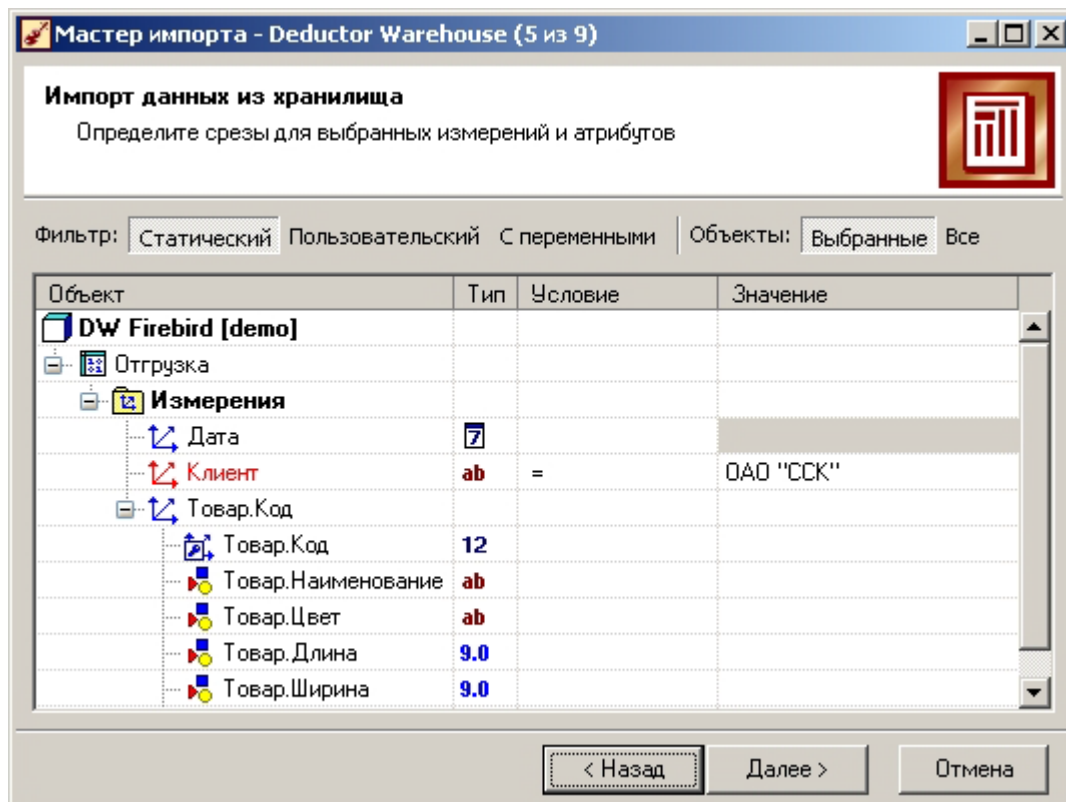 Мастер импорта - Deductor Warehouse (5 из 9)
Импорт данных из хранилища
Определите срезы для выбранных измерений и атрибутов
Фильтр: Статический Пользовательский С переменными Объекты: Выбранные Все
Объект Тип Условие Значение
DW Firebird [demo]
Отгрузка
Измерения
Дата 7
Клиент ab = ОАО "ССК"
Товар.Код
Товар.Код 12
Товар.Наименование ab
Товар.Цвет ab
Товар.Длина 9.0
Товар.Ширина 9.0
< Назад Далее > Отмена